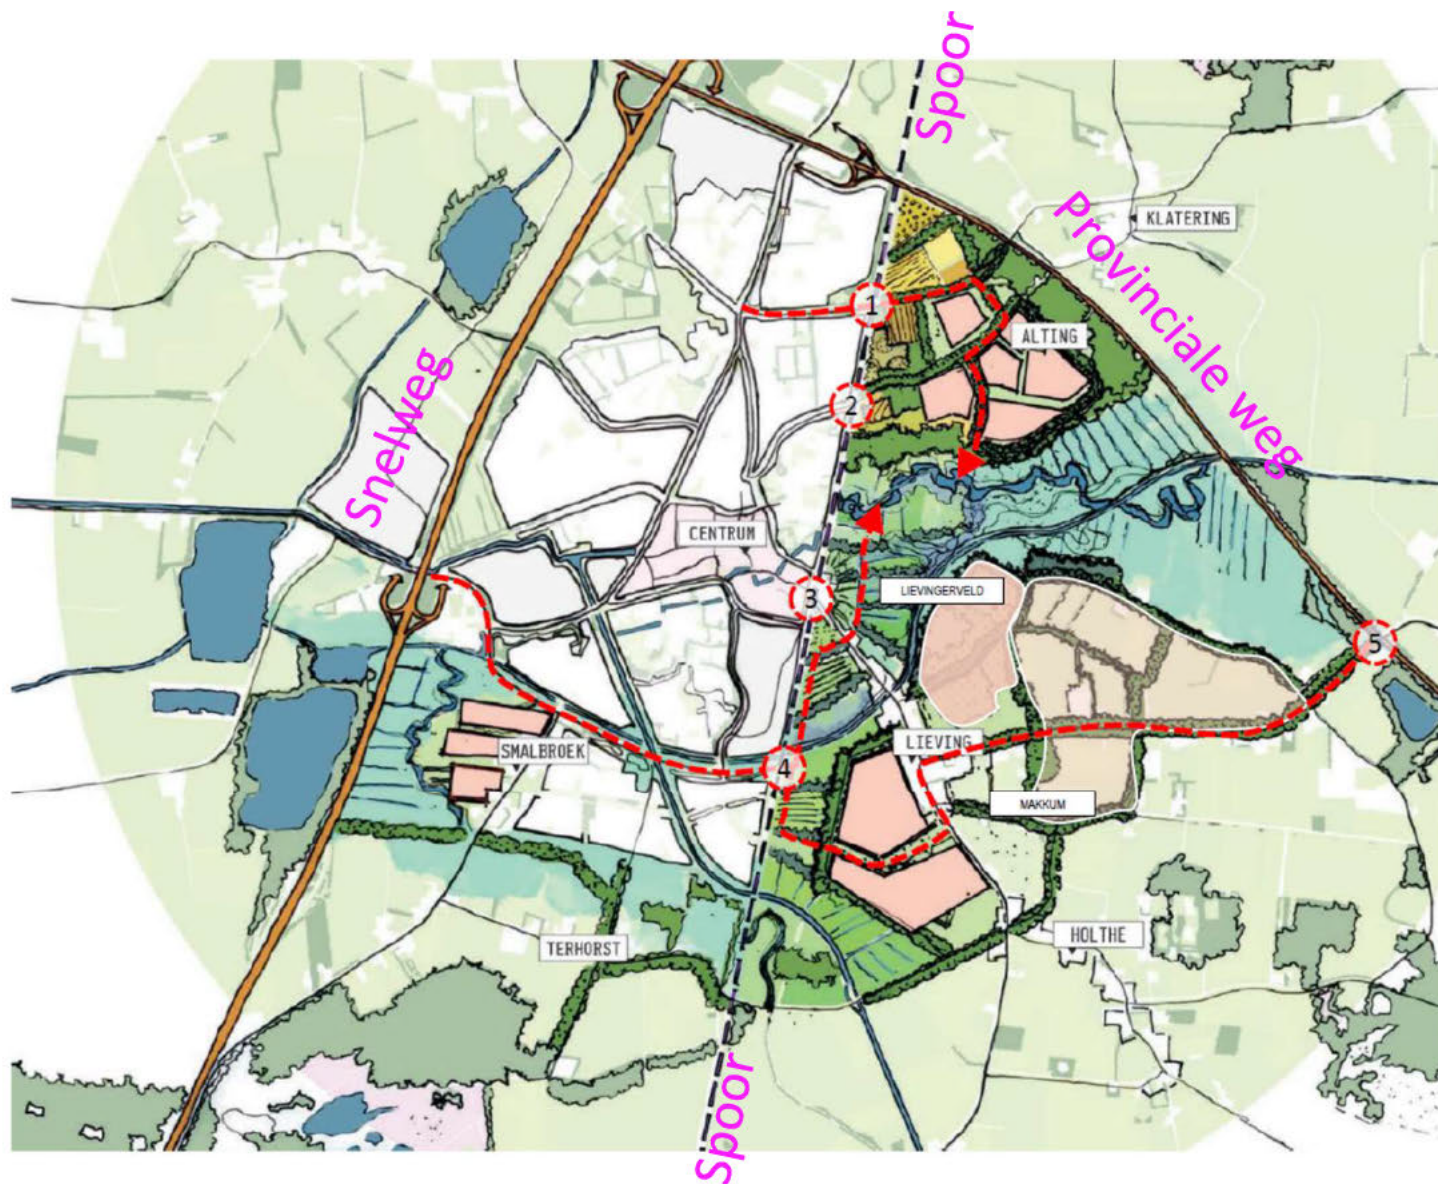 Spoor
KLATERING
Provinciale weg
1
ALTING
Snelweg
2
CENTRUM
LIEVINGERVELD
3
5
LIEVING
SMALBROEK
4
MAKKUM
HOLTHE
TERHORST
Spoor